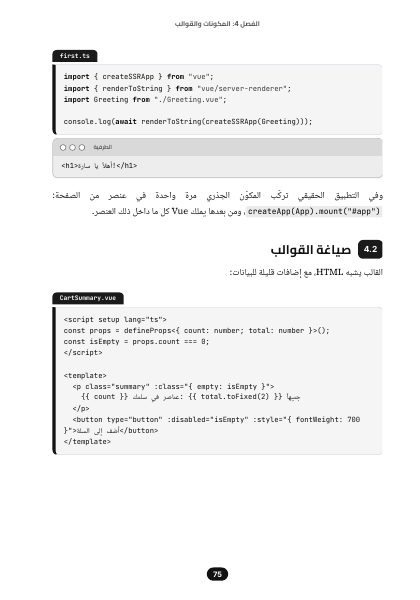 الفصل 4: المكونات والقوالب
first.ts
import { createSSRApp } from "vue";
import { renderToString } from "vue/server-renderer";
import Greeting from "./Greeting.vue";
console.log(await renderToString(createSSRApp(Greeting)));
الطرفية
<h1>أهلاً يا سارة!</h1>
وفي التطبيق الحقيقي تركّب المكوّن الجذري مرة واحدة في عنصر من الصفحة:
createApp(App).mount("#app")، ومن بعدها يملك Vue كل ما داخل ذلك العنصر.
4.2 صياغة القوالب
القالب يشبه HTML، مع إضافات قليلة للبيانات:
CartSummary.vue
<script setup lang="ts">
const props = defineProps<{ count: number; total: number }>();
const isEmpty = props.count === 0;
</script>
<template>
<p class="summary" :class="{ empty: isEmpty }">
{{ count }} عناصر في سلتك: {{ total.toFixed(2) }} جنيها
</p>
<button type="button" :disabled="isEmpty" :style="{ fontWeight: 700
}">أضف إلى السلة</button>
</template>
75